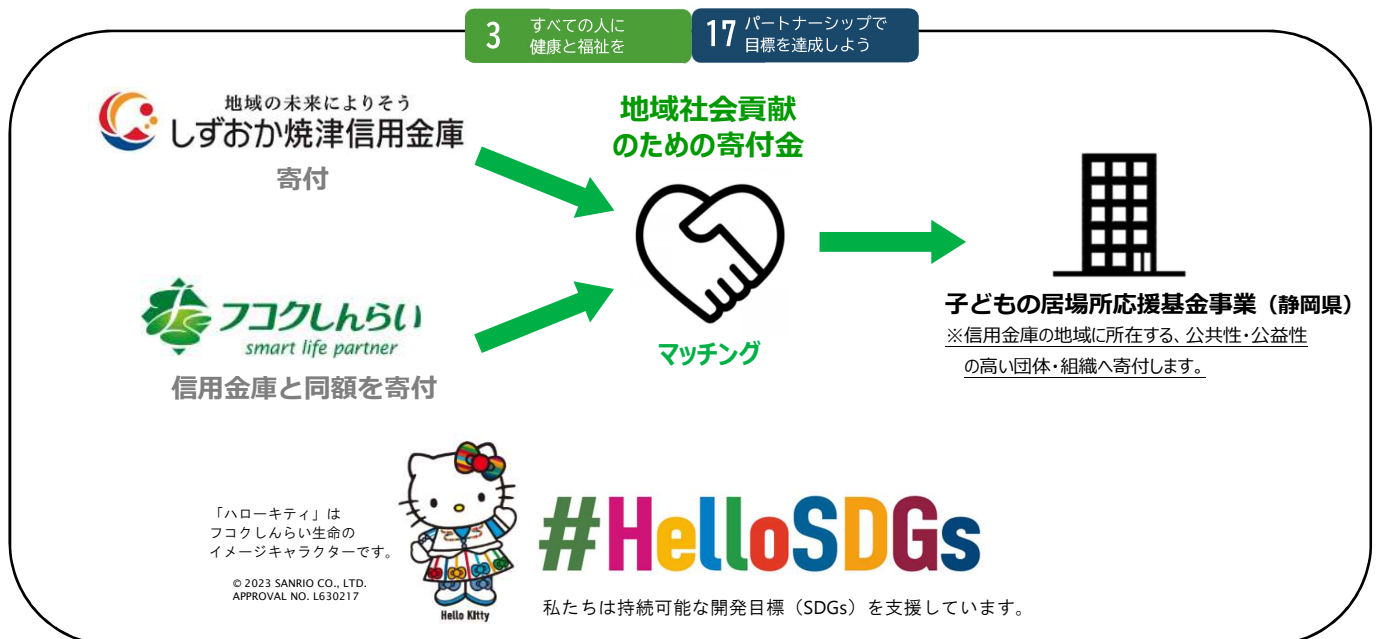 3
すべての人に
健康と福祉を
17
パートナーシップで
目標を達成しよう
地域の未来によりそう
しずおか焼津信用金庫
寄付
地域社会貢献
のための寄付金
フコクしんらい
smart life partner
信用金庫と同額を寄付
マッチング
子どもの居場所応援基金事業（静岡県）
※信用金庫の地域に所在する、公共性・公益性
の高い団体・組織へ寄付します。
「ハローキティ」は
フコクしんらい生命の
イメージキャラクターです。
© 2023 SANRIO CO., LTD.
APPROVAL NO. L630217
Hello Kitty
#HelloSDGs
私たちは持続可能な開発目標（SDGs）を支援しています。